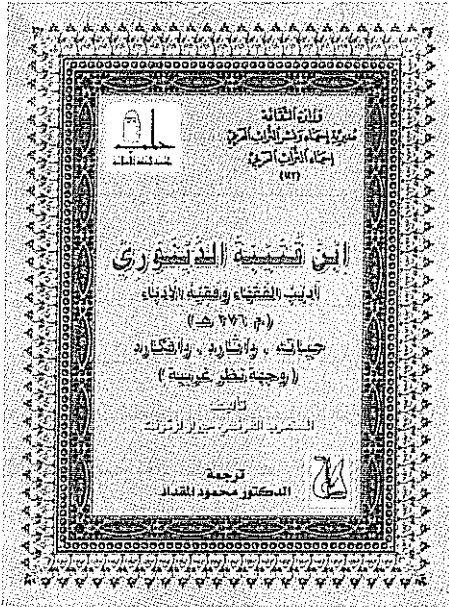 وزارة الثقافة
مديرية إحياء ونشر التراث العربي
إحياء التراث العربي
ابن قتيبة الدينوري
أديب الفقهاء وفقيه الأدباء
(م ٢٧٦ هـ)
حياته ، وآثاره ، وأفكاره
(وجهة نظر غربية)
تأليف
المستعرب الفرنسي جيرار لوكونت
ترجمة
الدكتور محمود المقداد